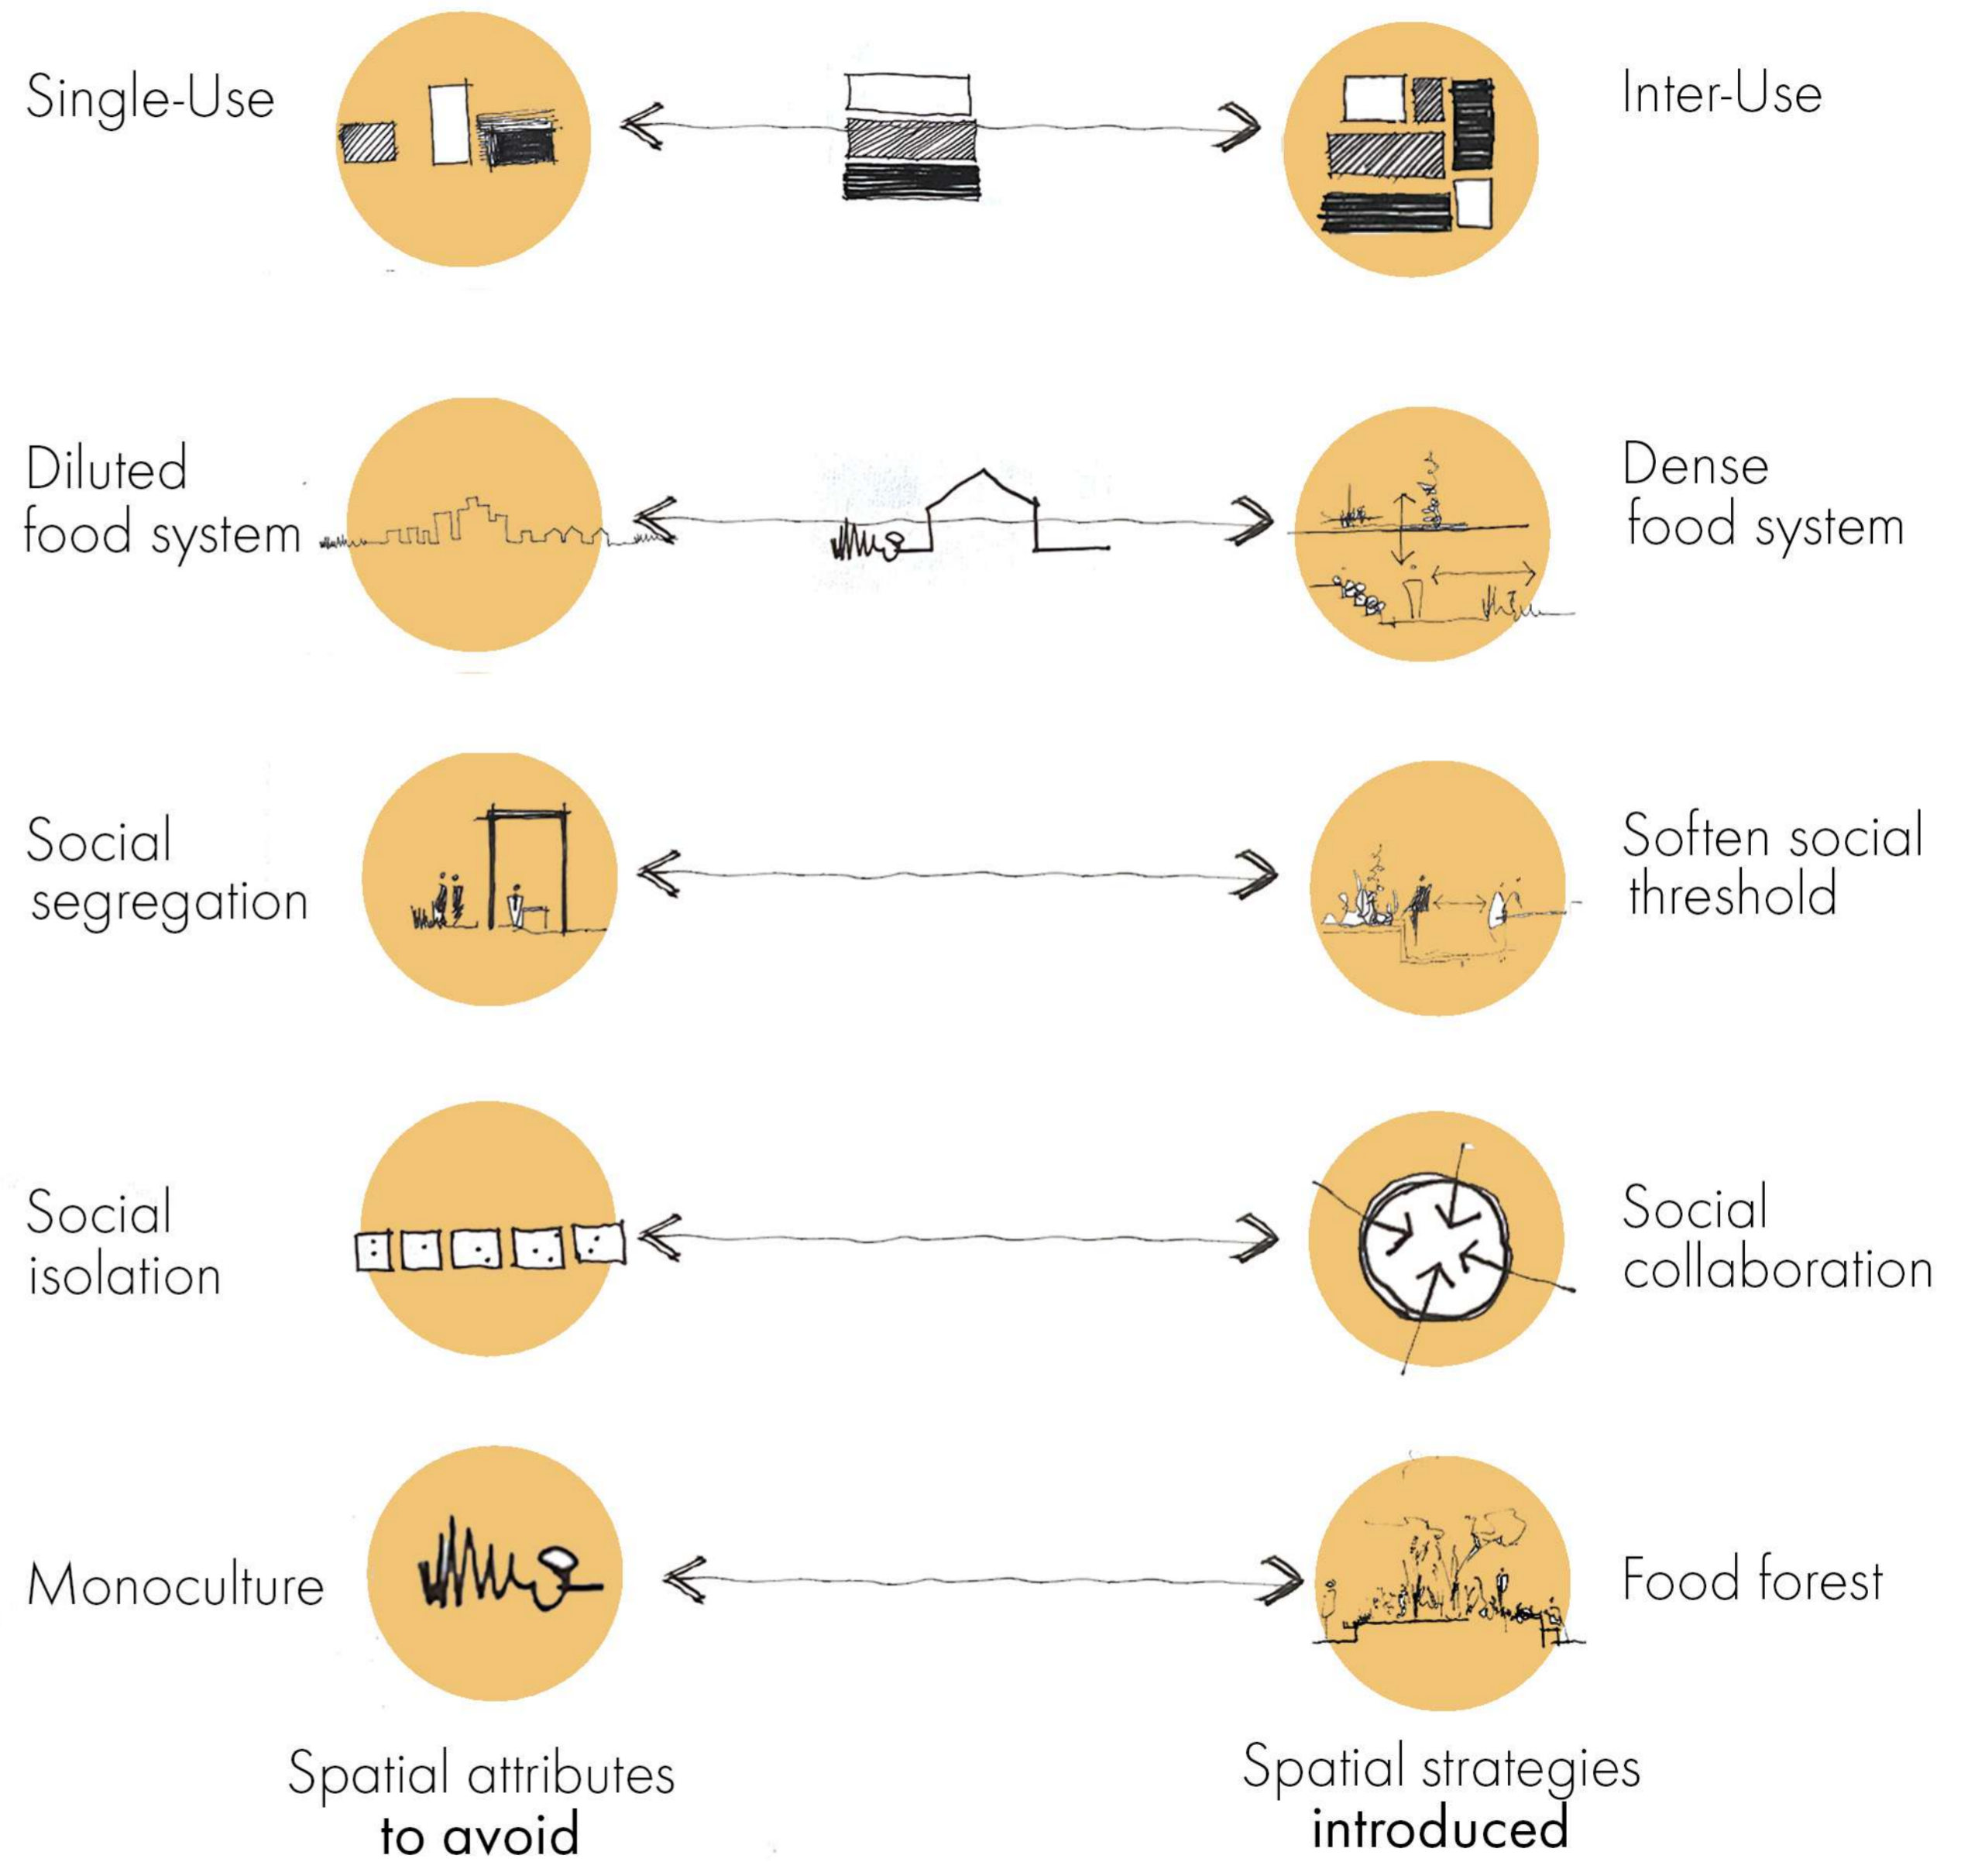 Single-Use
Inter-Use
Diluted
food system
Dense
food system
Social
segregation
Soften social
threshold
Social
isolation
Social
collaboration
Monoculture
Food forest
Spatial attributes
to avoid
Spatial strategies
introduced